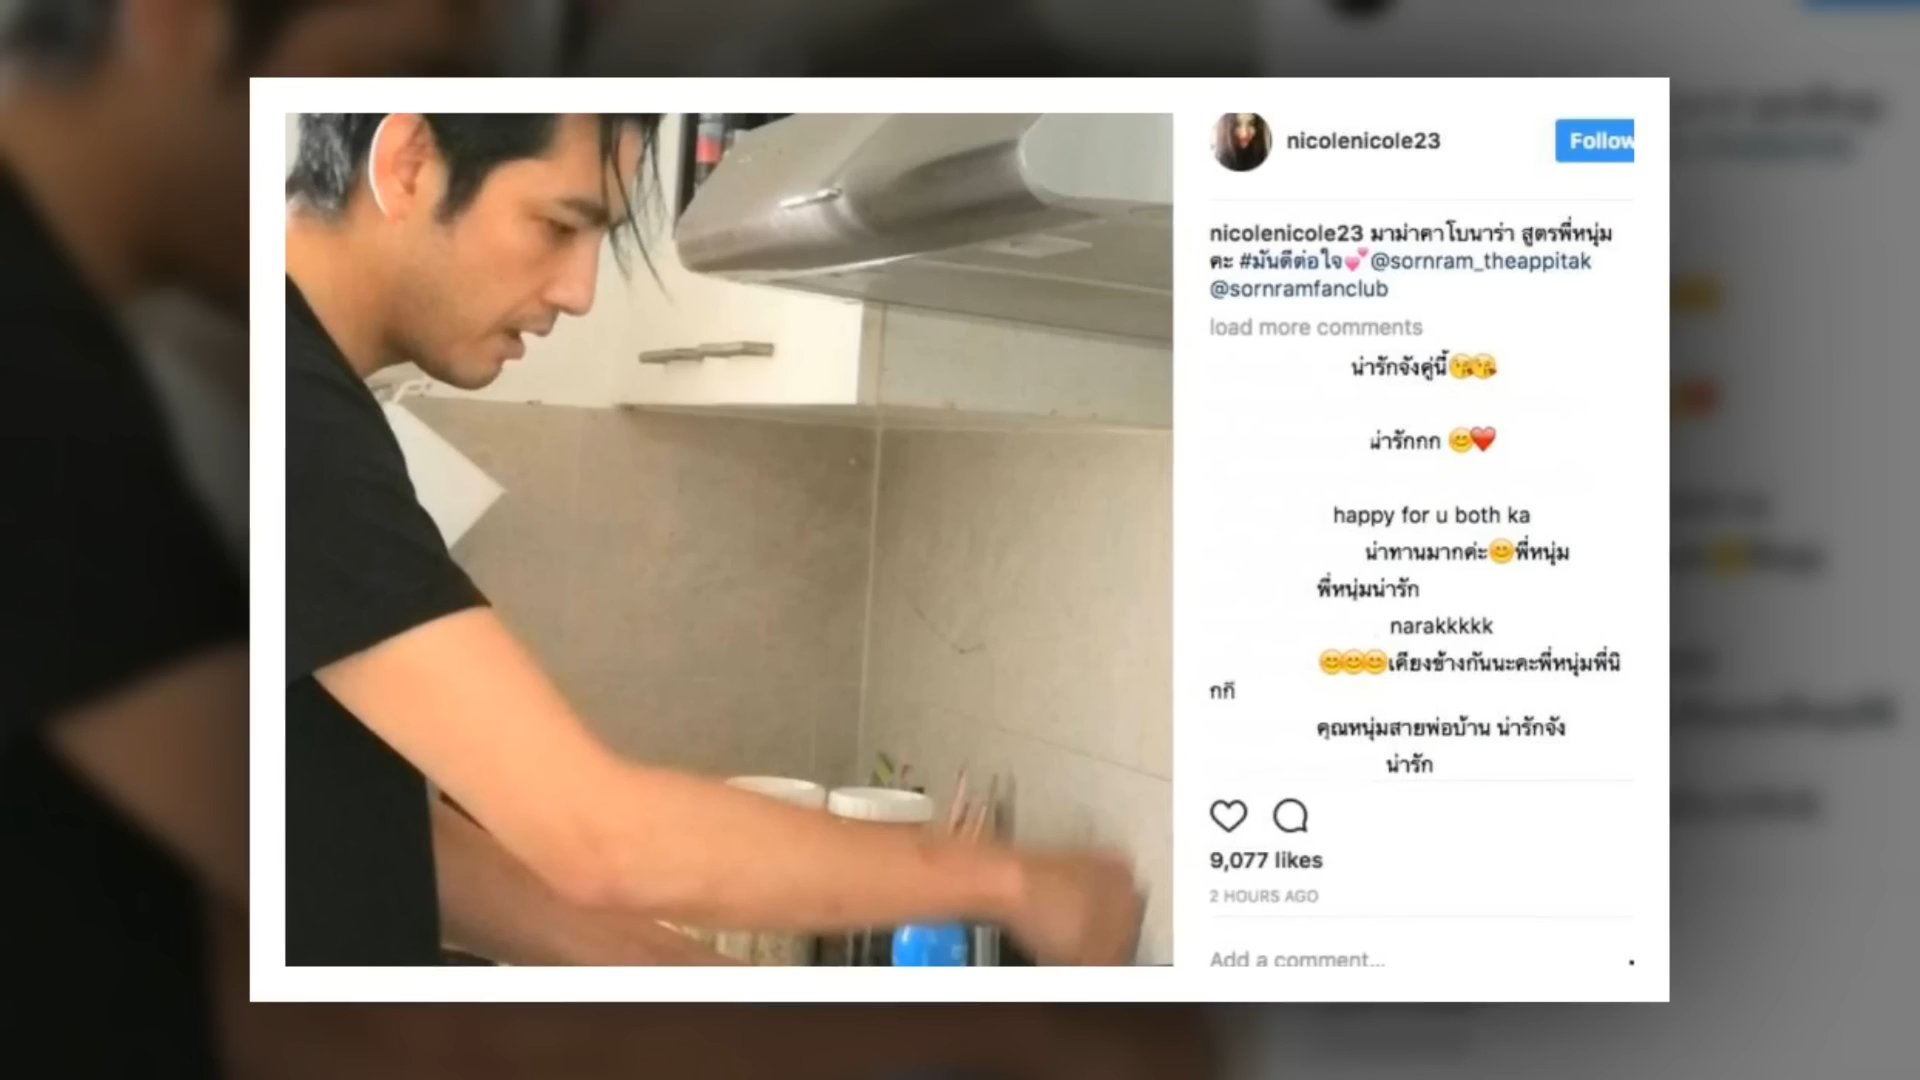 nicolenicole23
Follow
nicolenicole23 มาม่าคาโบนาร่า สูตรพี่หนุ่ม
คะ #มันดีต่อใจ💕 @sornram_theappitak
@sornramfanclub
load more comments
น่ารักจังคู่นี้😘😘
น่ารักกก 😊❤️
happy for u both ka
น่าทานมากค่ะ😊พี่หนุ่ม
พี่หนุ่มน่ารัก
narakkkkk
😊😊😊เคียงข้างกันนะคะพี่หนุ่มพี่นิ
กกี
คุณหนุ่มสายพ่อบ้าน น่ารักจัง
น่ารัก
9,077 likes
2 HOURS AGO
Add a comment...